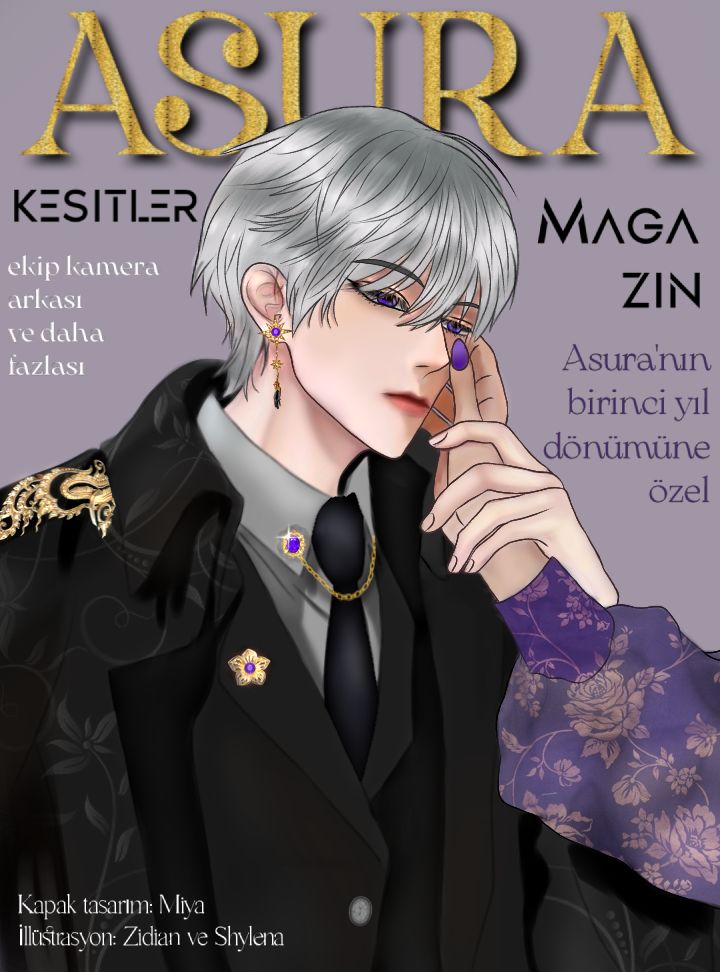 ASURA
KESITLER
ekip kamera
arkası
ve daha
fazlası
MAGA
ZIN
Asura'nın
birinci yıl
dönümüne
özel
Kapak tasarım: Miya
İllüstrasyon: Zidian ve Shylena